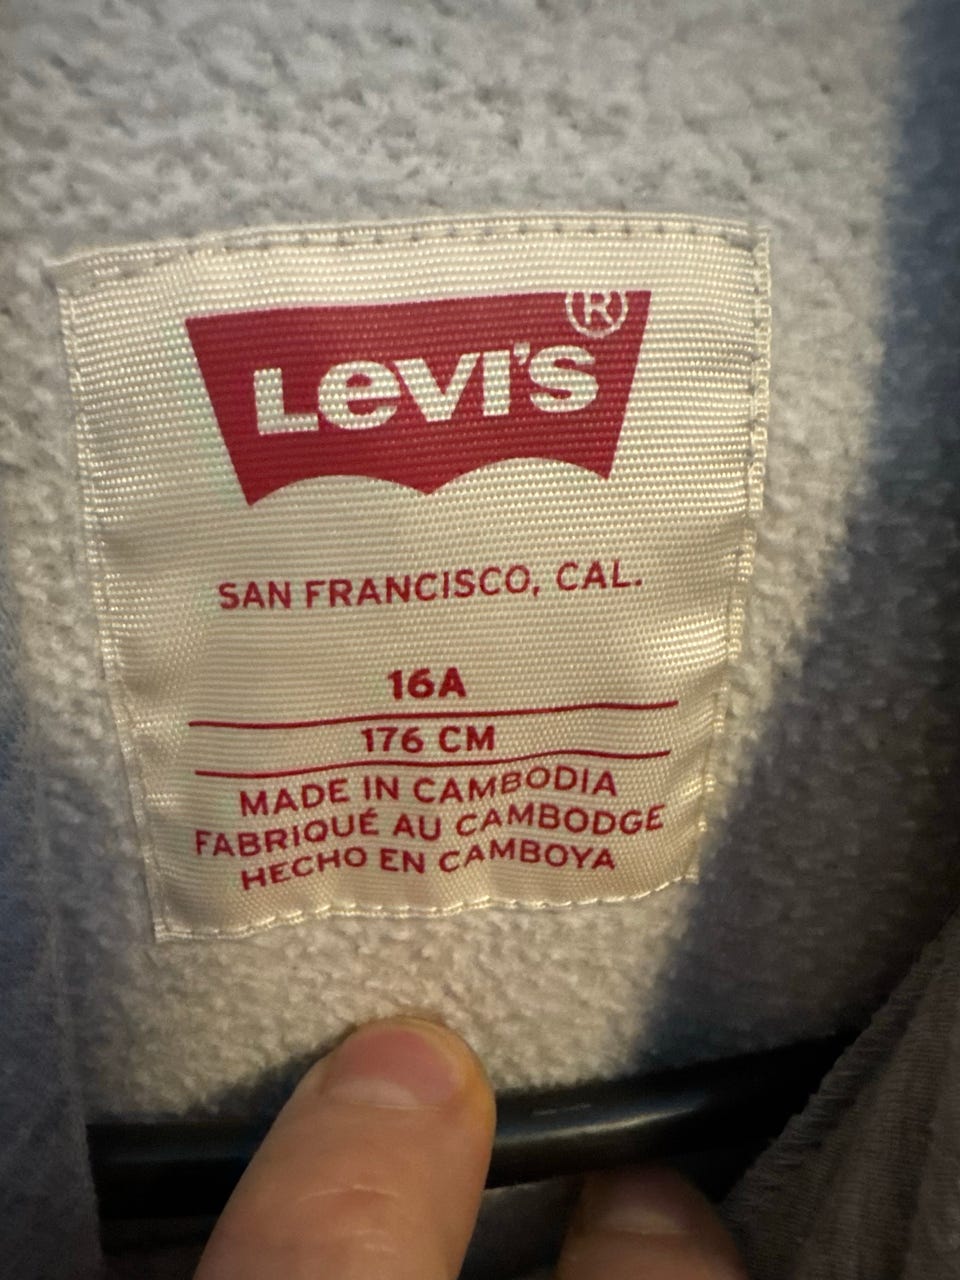 Levi's®
SAN FRANCISCO, CAL.
16A
176 CM
MADE IN CAMBODIA
FABRIQUÉ AU CAMBODGE
HECHO EN CAMBOYA